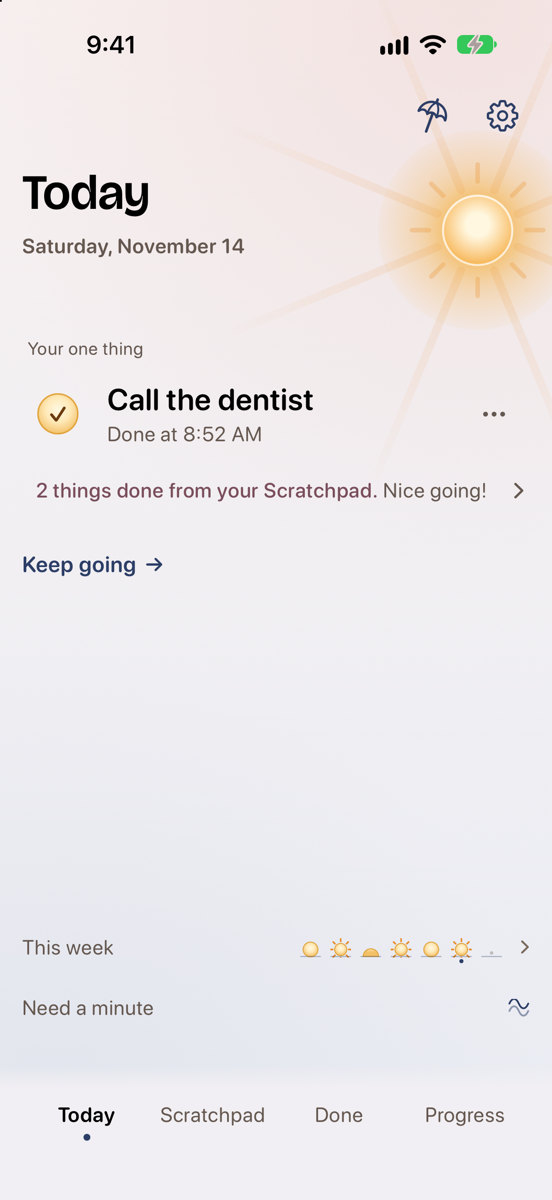 9:41
Today
Saturday, November 14
Your one thing
Call the dentist
Done at 8:52 AM
2 things done from your Scratchpad. Nice going!
Keep going →
This week
Need a minute
Today
Scratchpad
Done
Progress